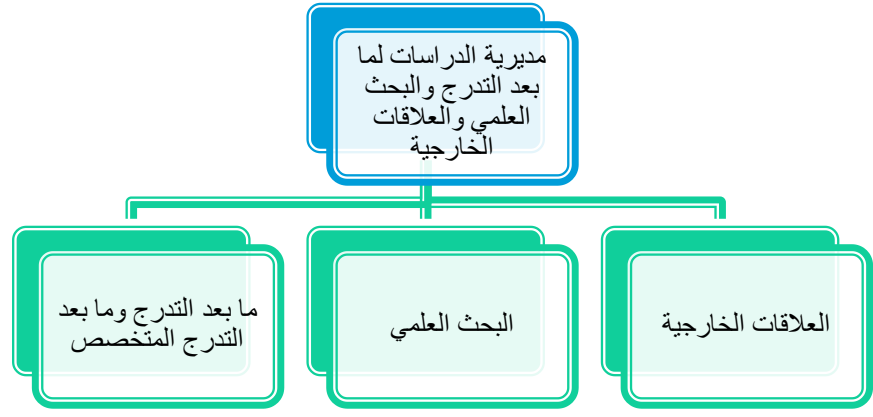 مديرية الدراسات لما
بعد التدرج والبحث
العلمي والعلاقات
الخارجية
العلاقات الخارجية
البحث العلمي
ما بعد التدرج وما بعد
التدرج المتخصص